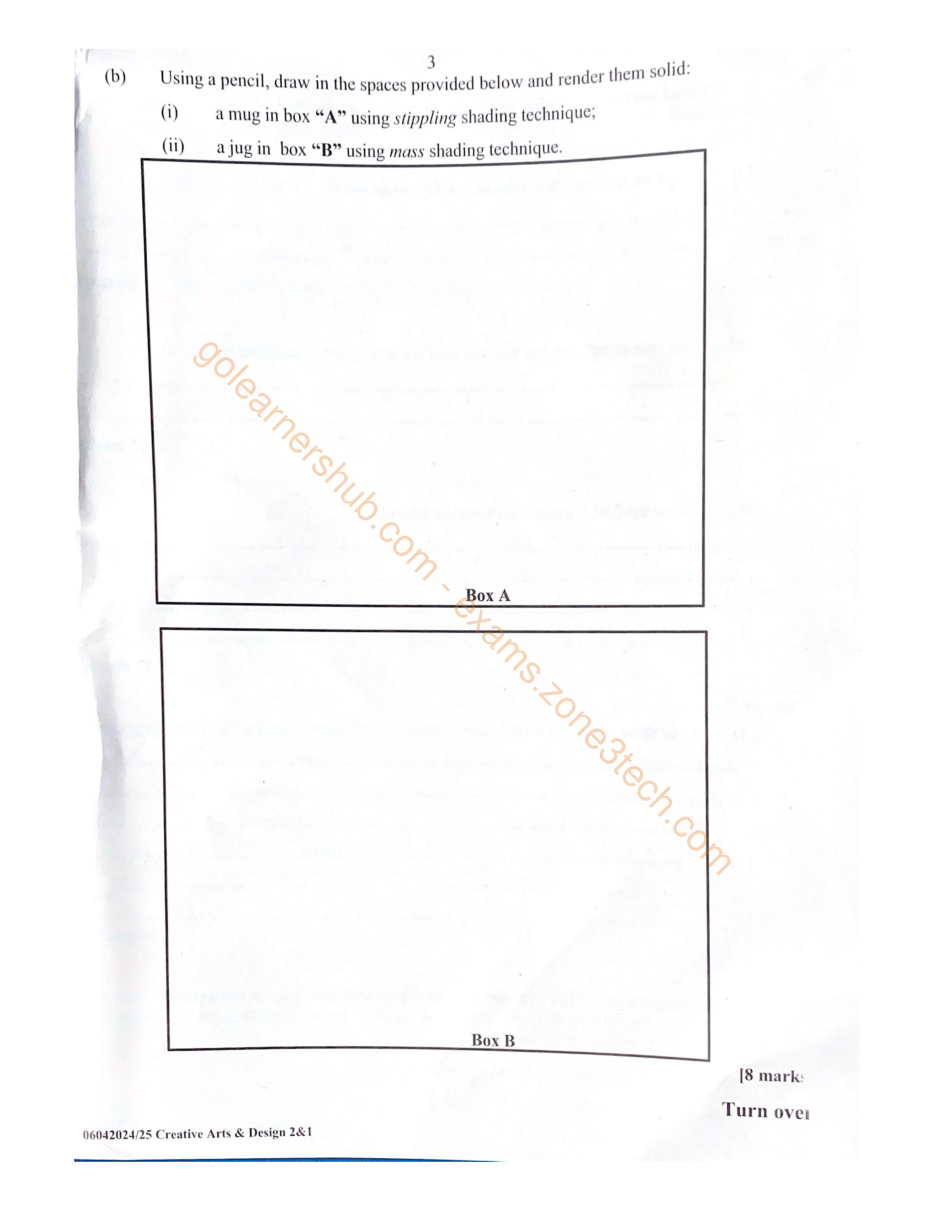 3
(b) Using a pencil, draw in the spaces provided below and render them solid:
(i) a mug in box “A” using stippling shading technique;
(ii) a jug in box “B” using mass shading technique.
golearnershub.com - exams.zone3tech.com
Box A
Box B
[8 marks
Turn over
06042024/25 Creative Arts & Design 2&1